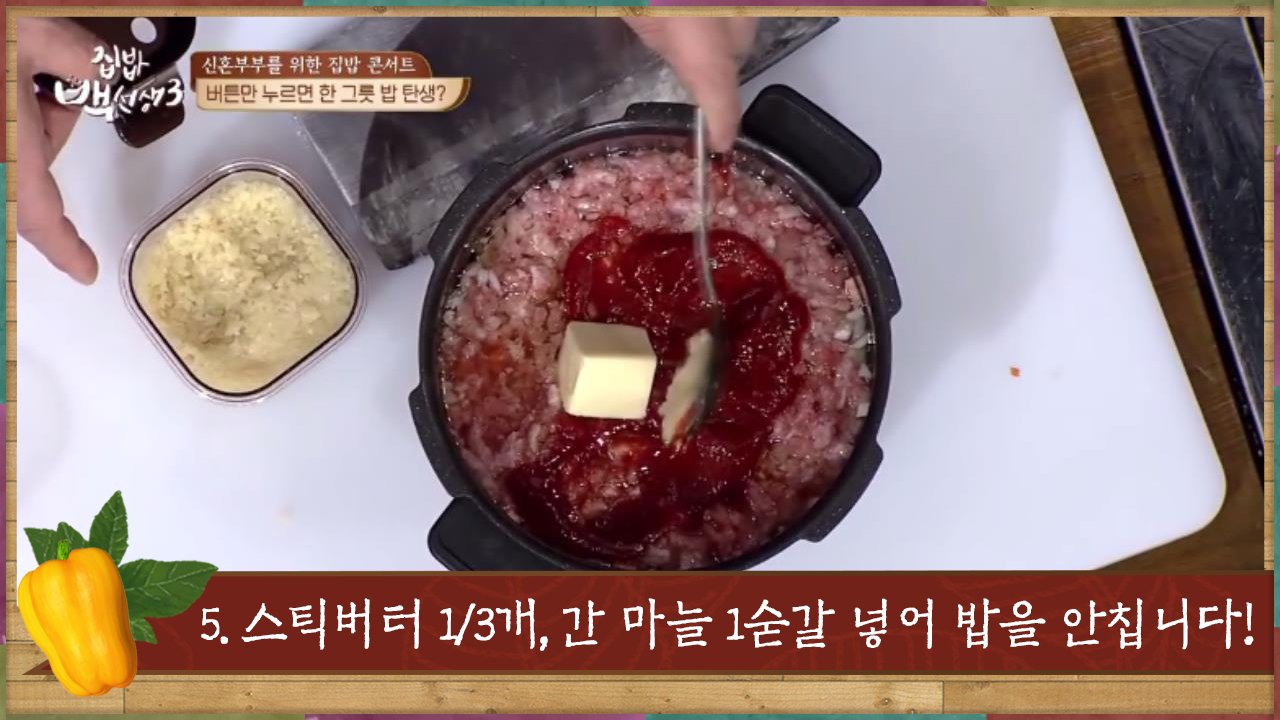 집밥
백선생3
신혼부부를 위한 집밥 콘서트
버튼만 누르면 한 그릇 밥 탄생?
5. 스틱버터 1/3개, 간 마늘 1숟갈 넣어 밥을 안칩니다!